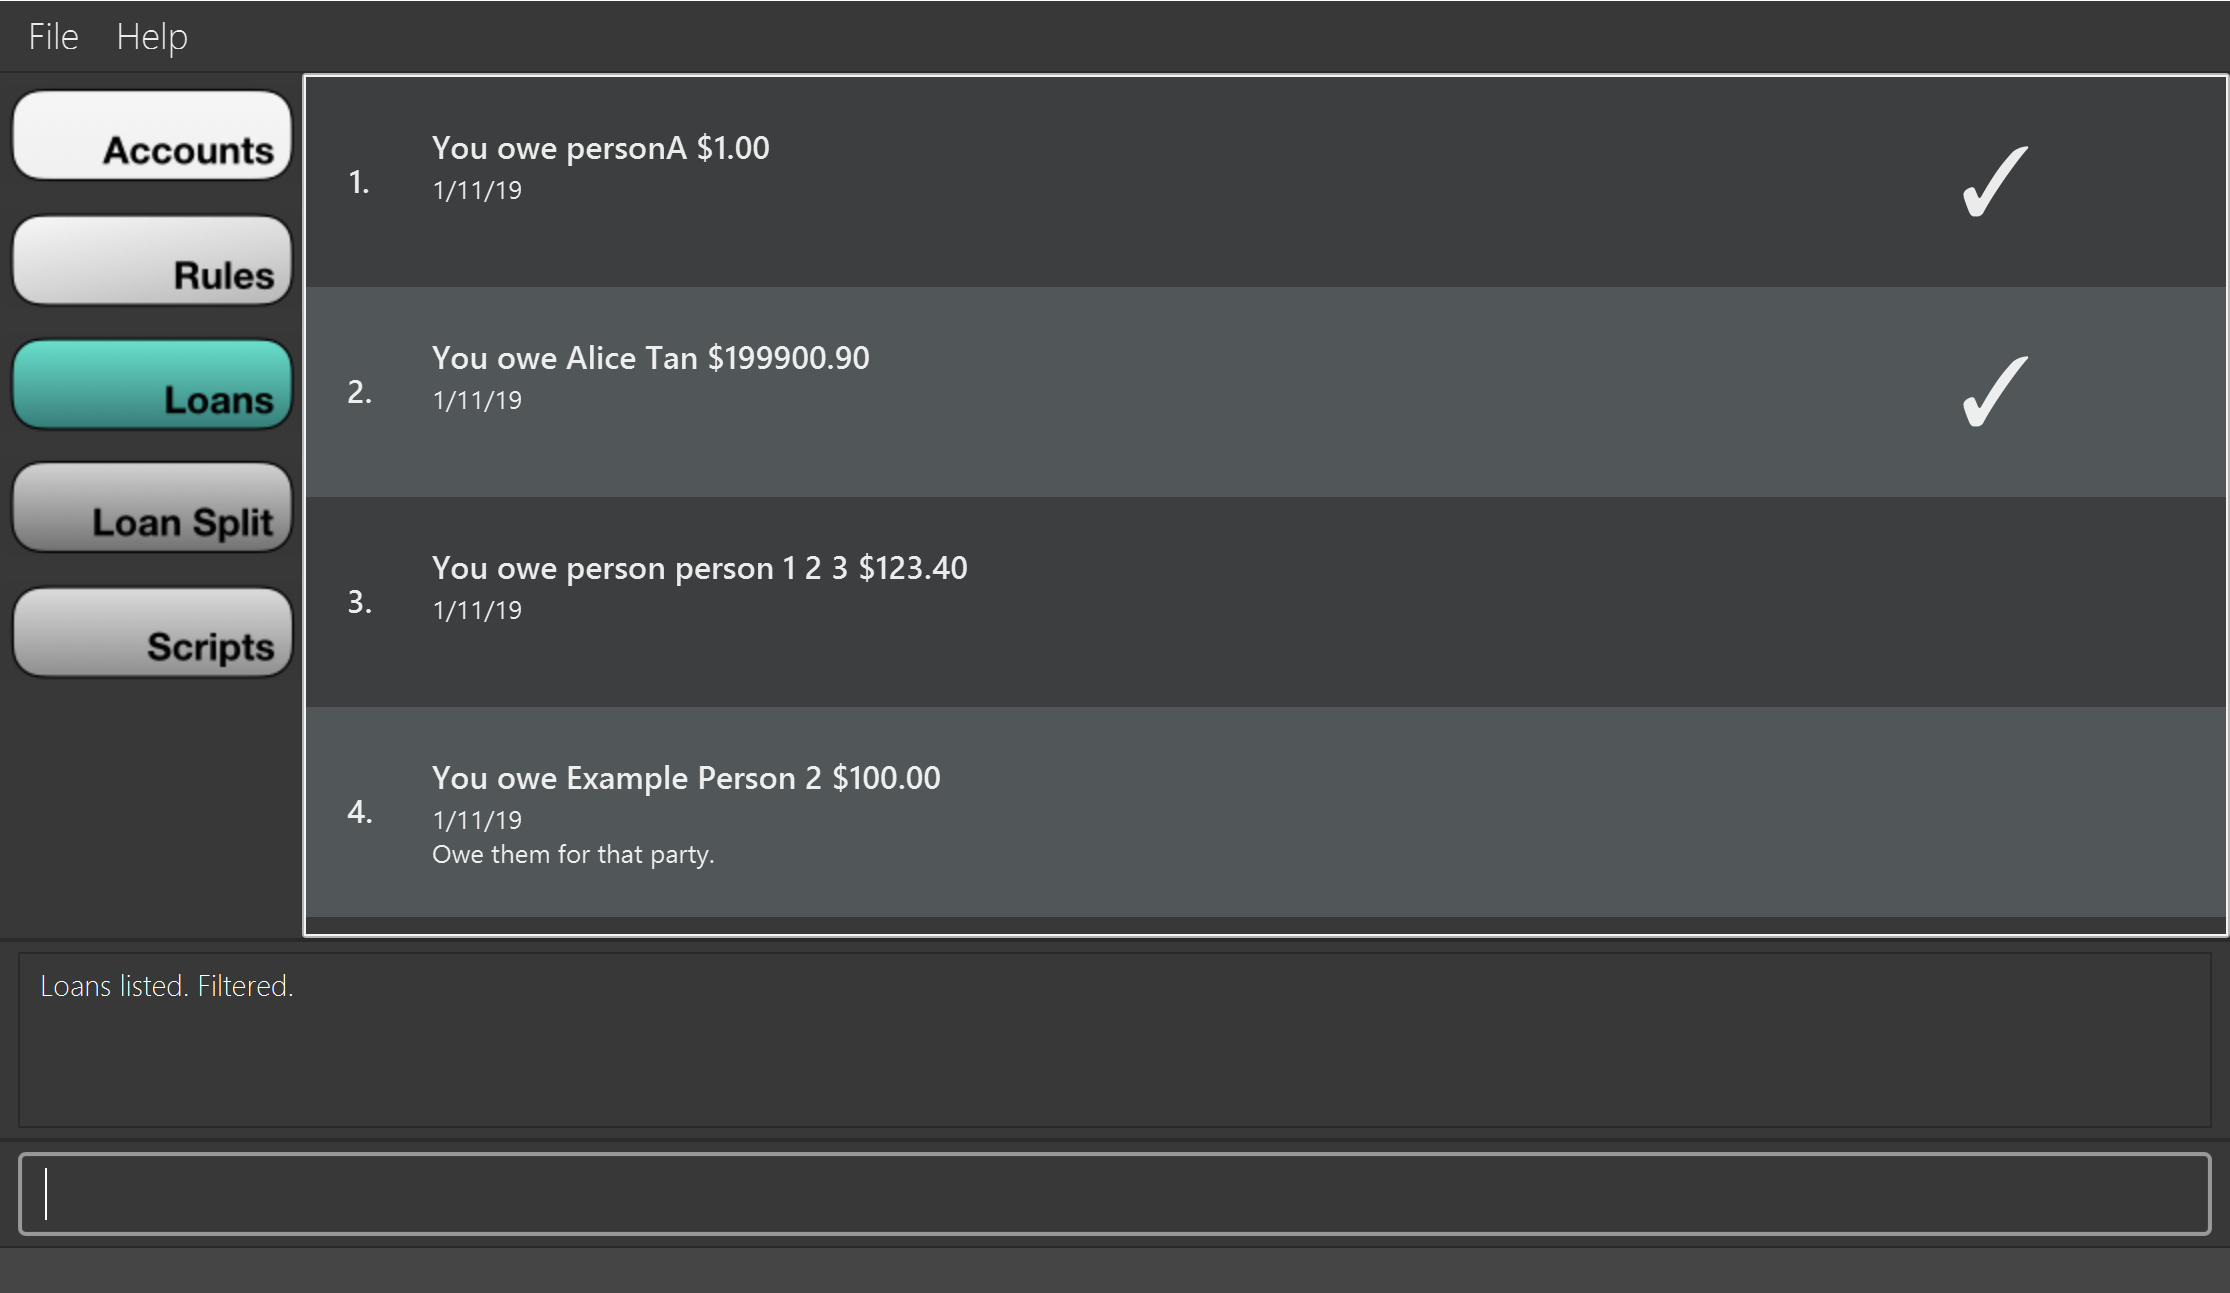 File Help
Accounts
Rules
Loans
Loan Split
Scripts
1.
You owe personA $1.00
1/11/19
✓
2.
You owe Alice Tan $199900.90
1/11/19
✓
3.
You owe person person 1 2 3 $123.40
1/11/19
4.
You owe Example Person 2 $100.00
1/11/19
Owe them for that party.
Loans listed. Filtered.